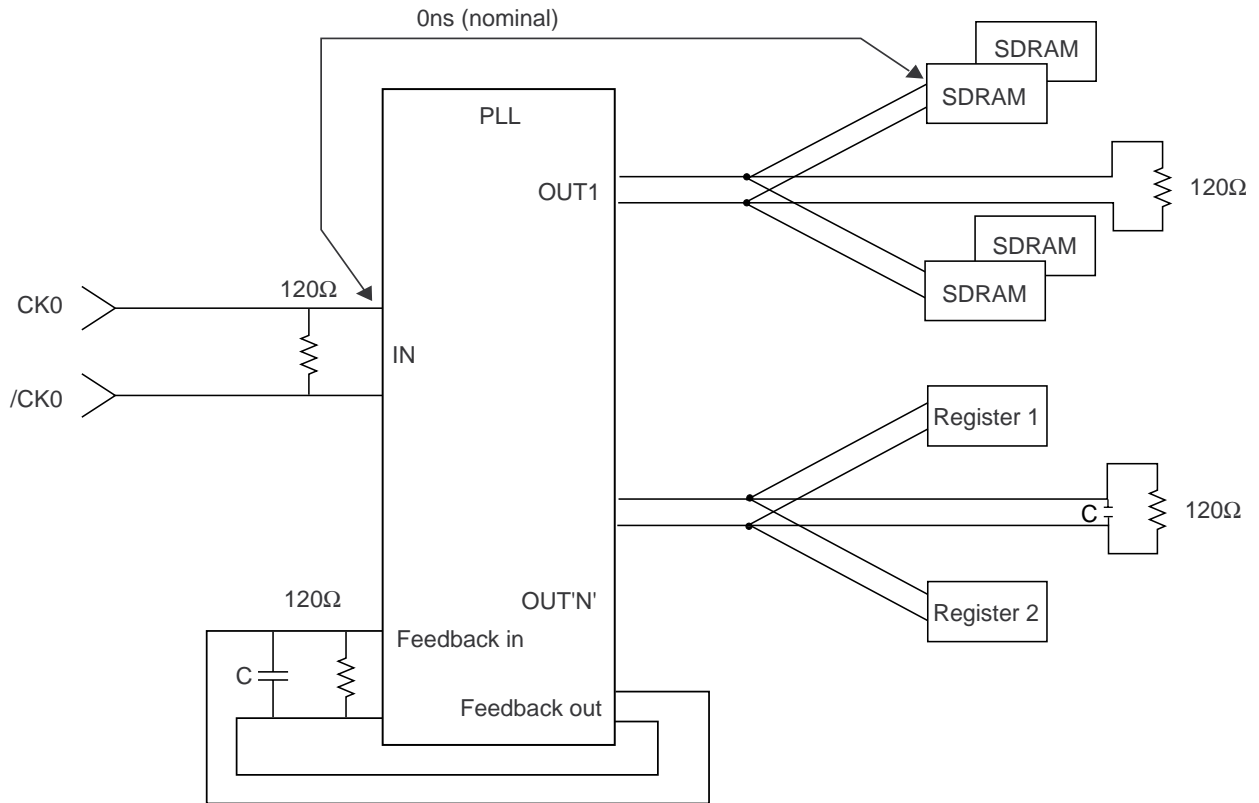 0ns (nominal)
SDRAM
SDRAM
PLL
OUT1
120Ω
SDRAM
SDRAM
120Ω
CK0
IN
/CK0
Register 1
C
120Ω
120Ω
OUT'N'
Register 2
Feedback in
C
Feedback out